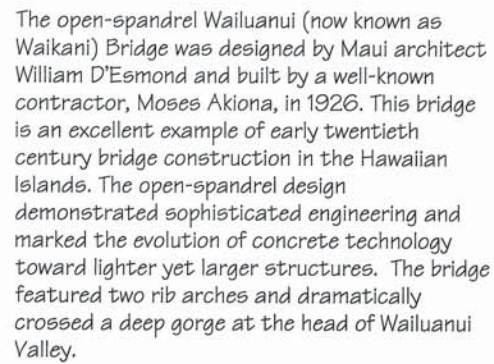 The open-spandrel Wailuanui (now known as
Waikani) Bridge was designed by Maui architect
William D'Esmond and built by a well-known
contractor, Moses Akiona, in 1926. This bridge
is an excellent example of early twentieth
century bridge construction in the Hawaiian
Islands. The open-spandrel design
demonstrated sophisticated engineering and
marked the evolution of concrete technology
toward lighter yet larger structures. The bridge
featured two rib arches and dramatically
crossed a deep gorge at the head of Wailuanui
Valley.